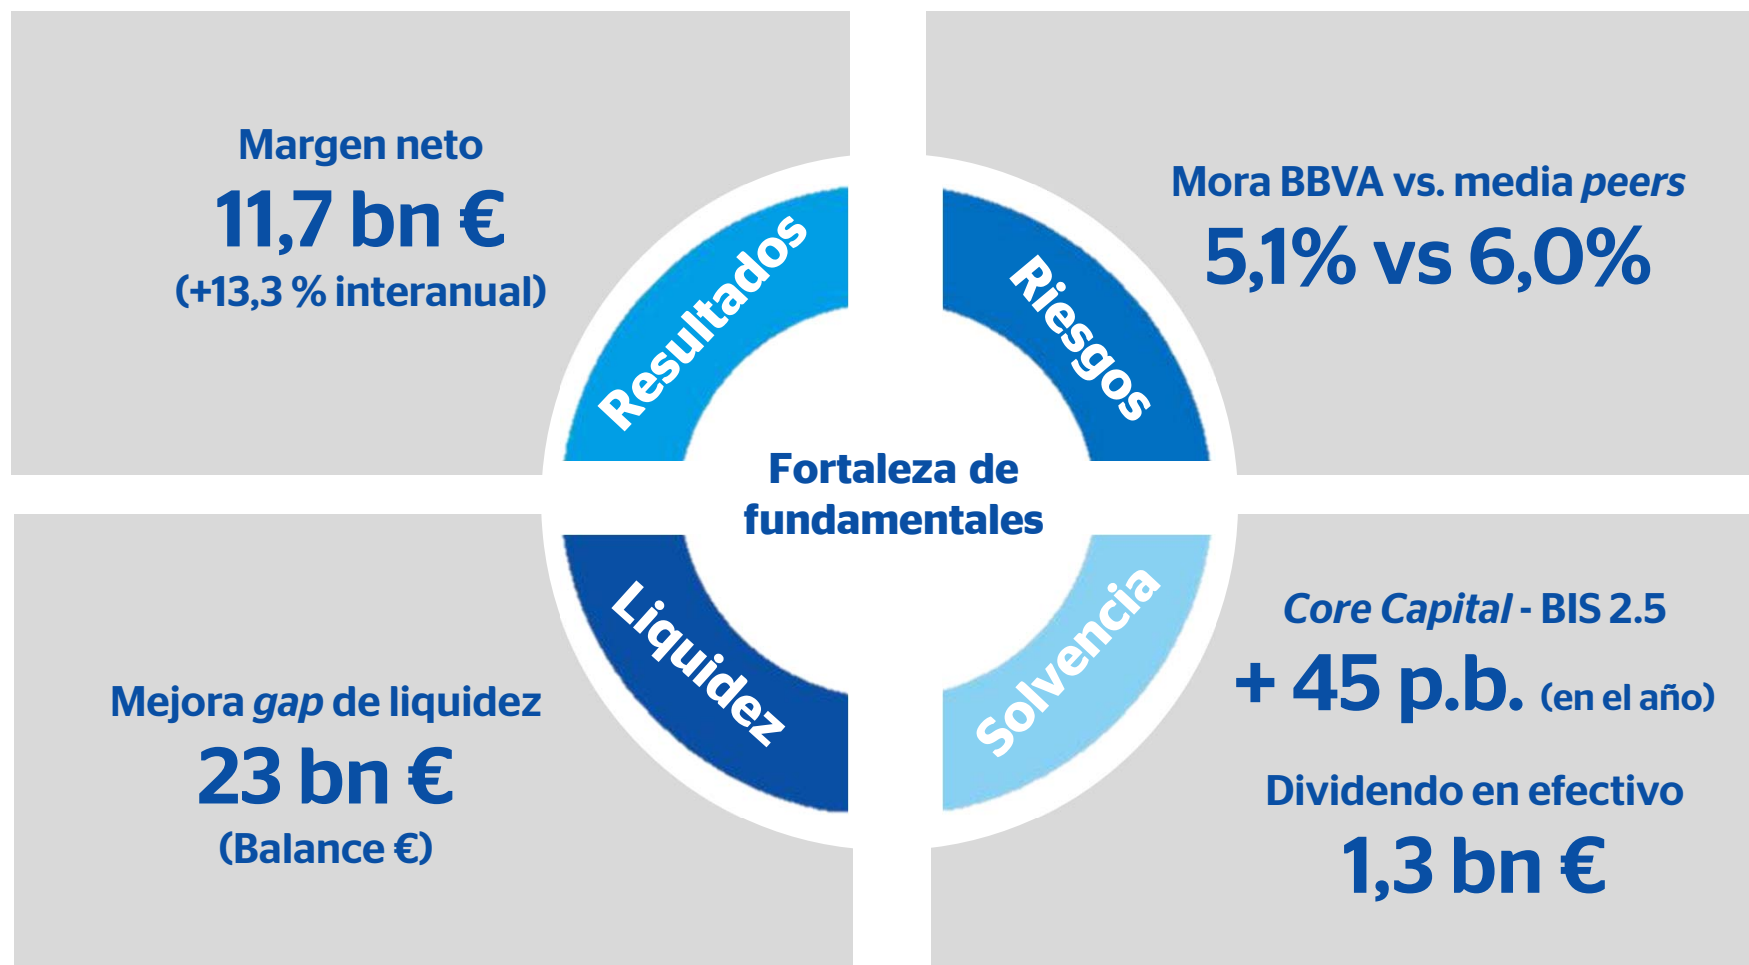 Margen neto
11,7 bn €
(+13,3 % interanual)
Resultados
Mora BBVA vs. media peers
5,1% vs 6,0%
Riesgos
Fortaleza de
fundamentales
Mejora gap de liquidez
23 bn €
(Balance €)
Liquidez
Solvencia
Core Capital - BIS 2.5
+ 45 p.b. (en el año)
Dividendo en efectivo
1,3 bn €